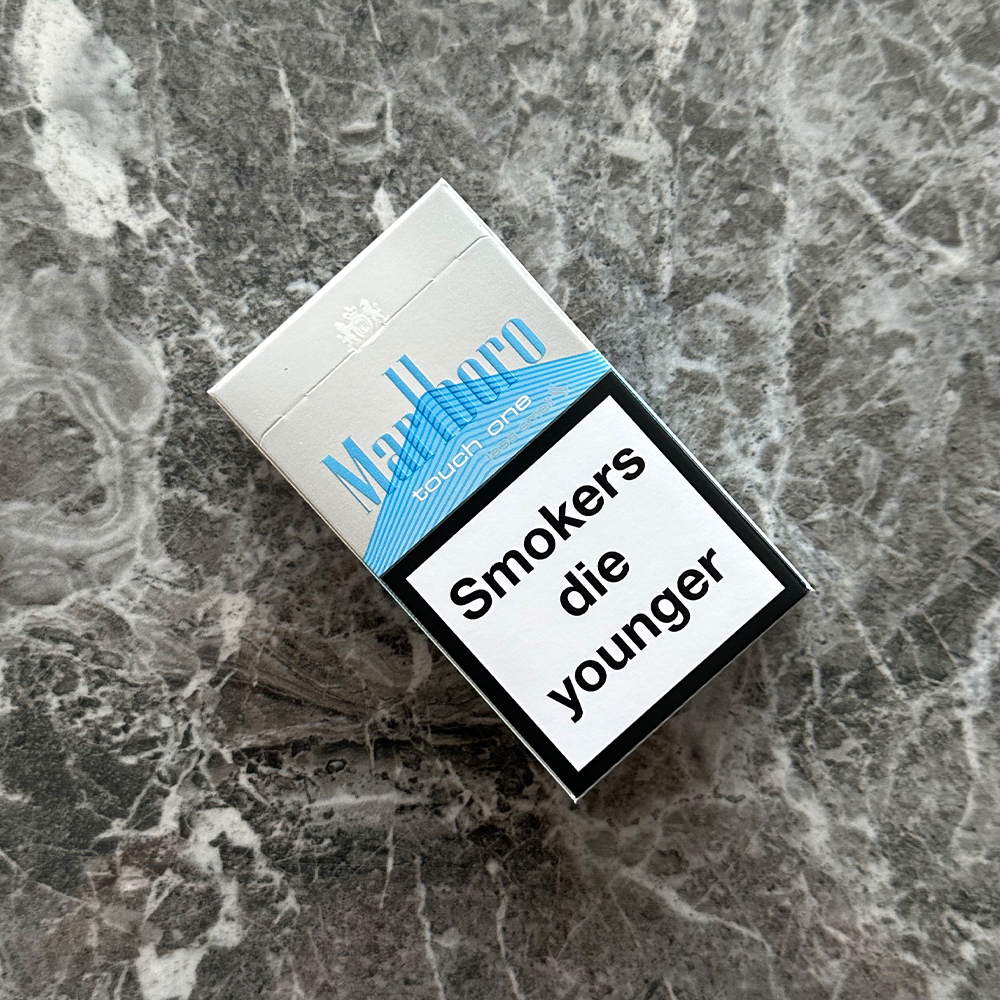 Marlboro
touch one
Smokers
die
younger